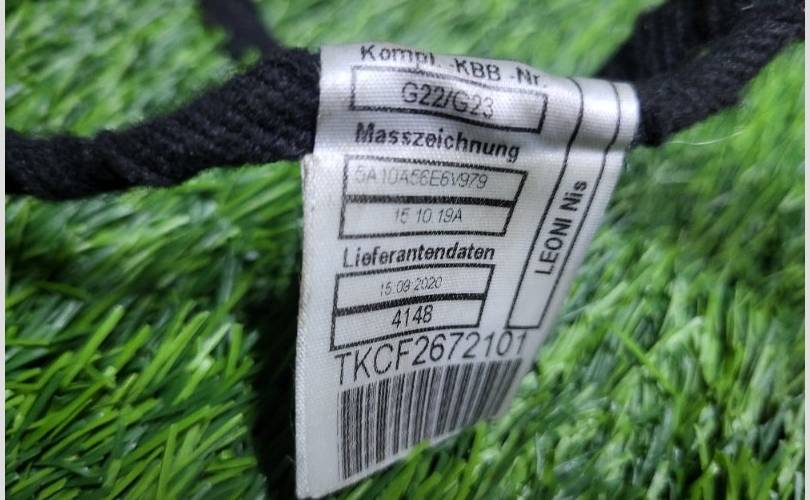 Kompl. -KBB -Nr.
G22/G23
Masszeichnung
5A10A56E6V979
15 10 19A
Lieferantendaten
15.09.2020
4148
TKCF2672101
LEONI Nis